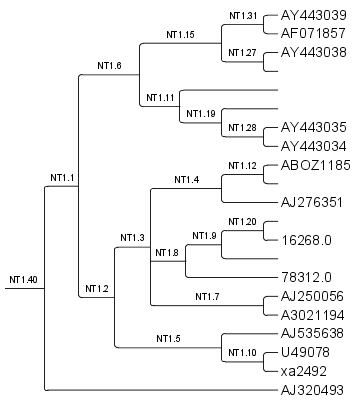 NT1.31 AY443039
NT1.15 AF071857
NT1.27 AY443038
NT1.6
NT1.11
NT1.19
NT1.28 AY443035
AY443034
NT1.12 ABOZ1185
NT1.1 NT1.4
AJ276351
NT1.20
NT1.3 NT1.9 16268.0
NT1.8
NT1.40 78312.0
NT1.2 NT1.7 AJ250056
A3021194
NT1.5 AJ535638
NT1.10 U49078
xa2492
AJ320493